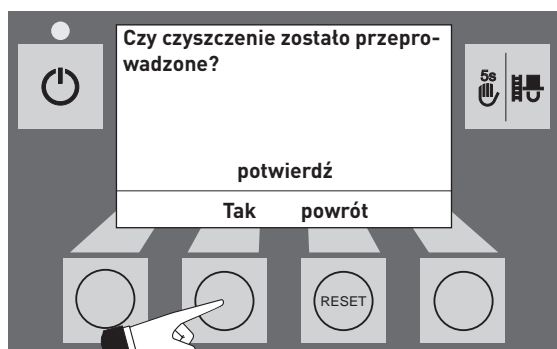 Czy czyszczenie zostało przepro-
wadzone?
5s
potwierdź
Tak powrót
RESET